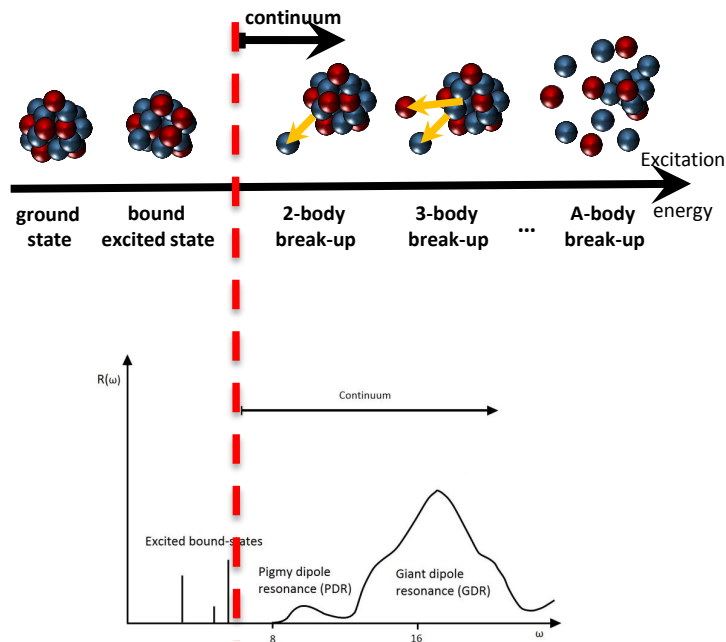 continuum
Excitation
energy
ground
state
bound
excited state
2-body
break-up
3-body
break-up
...
A-body
break-up
R(ω)
Continuum
Excited bound-states
Pigmy dipole
resonance (PDR)
Giant dipole
resonance (GDR)
8
16
ω